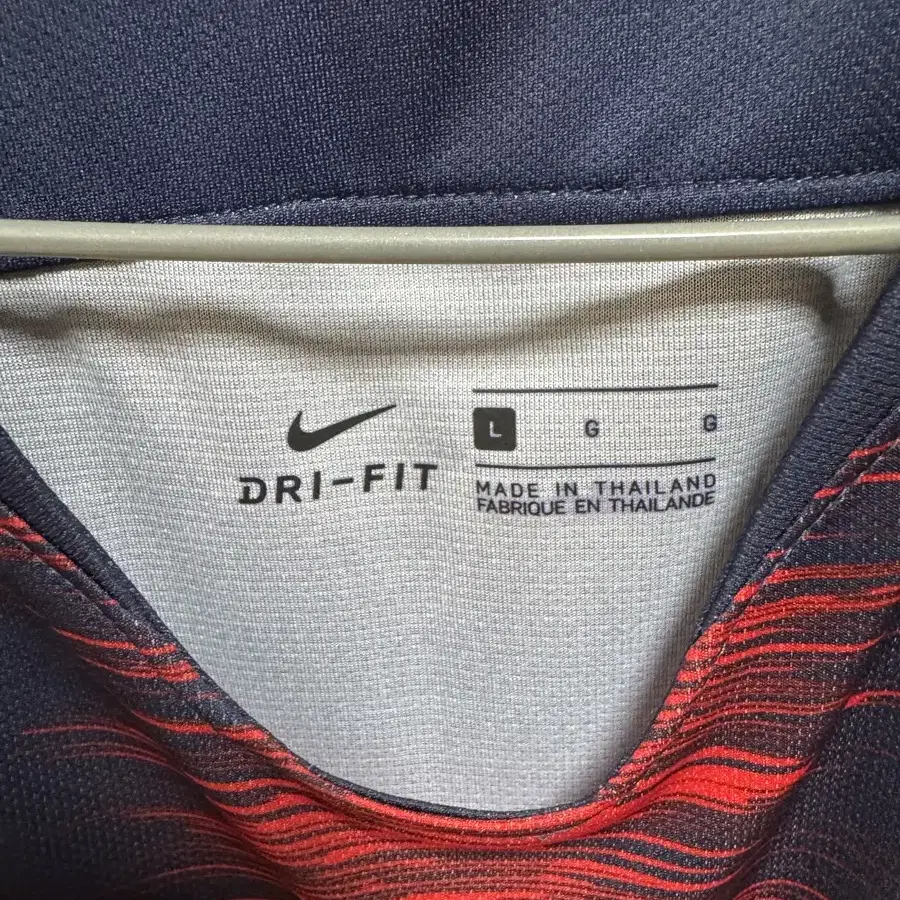 DRI-FIT
L G G
MADE IN THAILAND
FABRIQUE EN THAILANDE